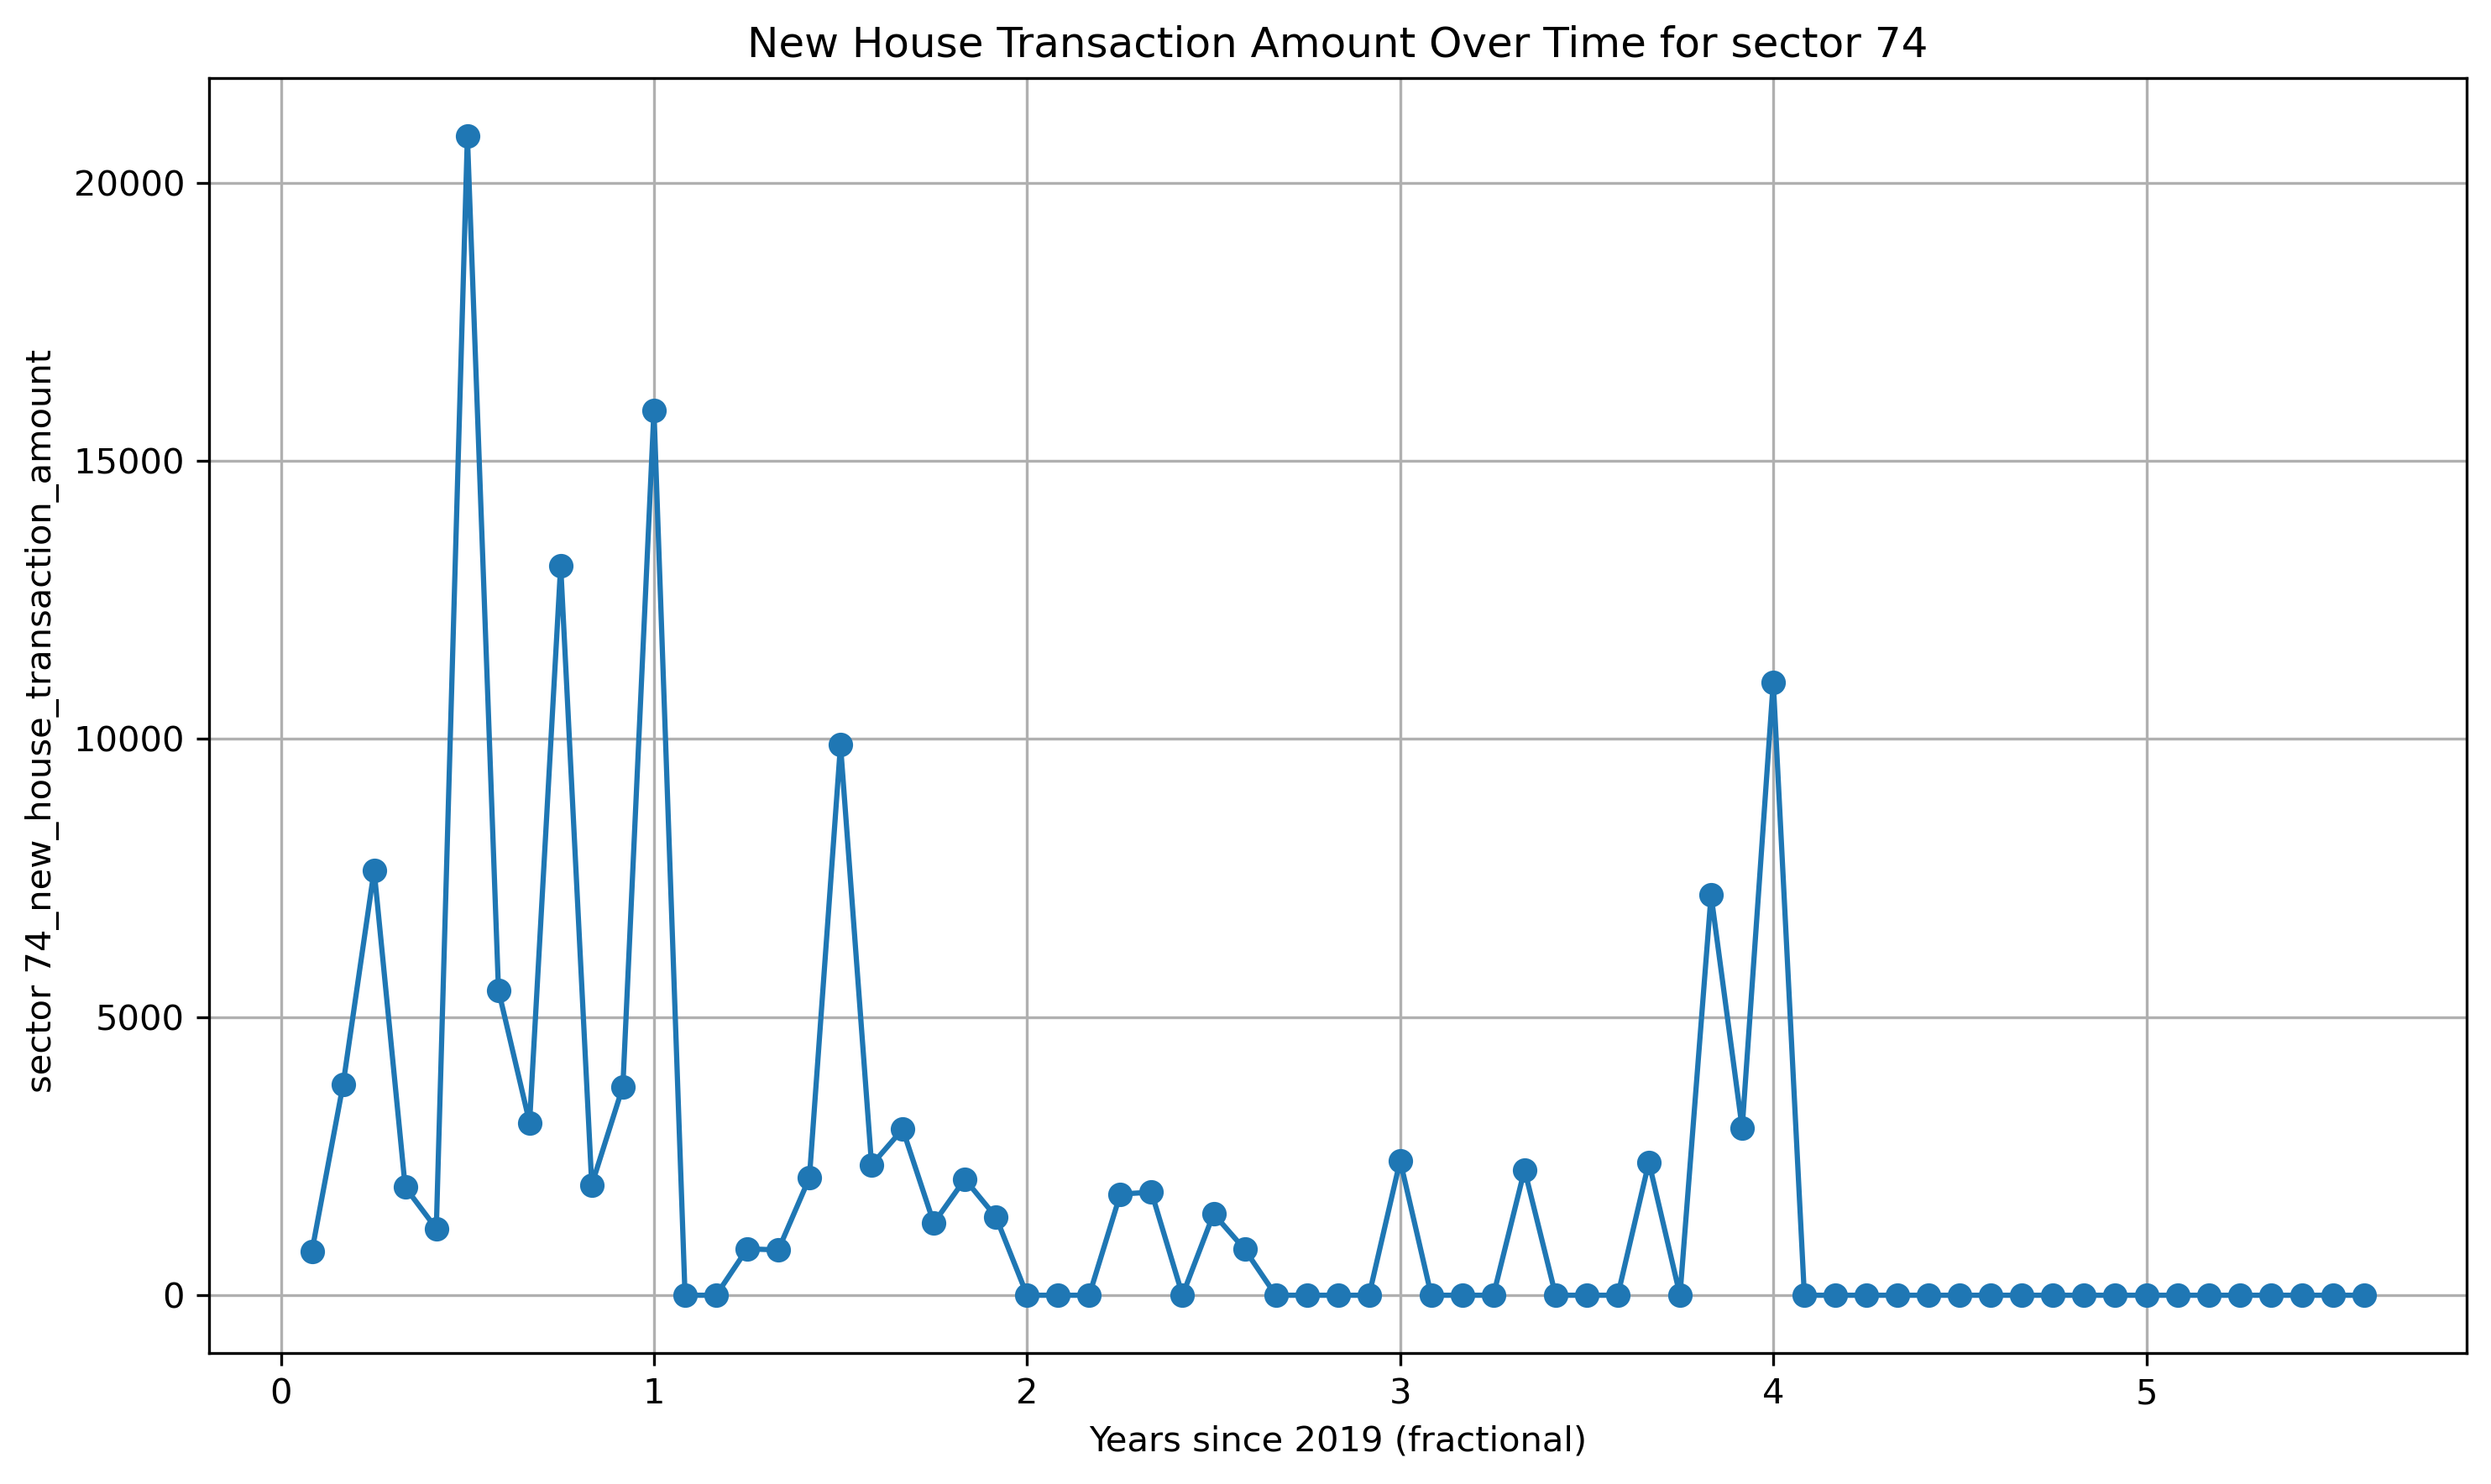 New House Transaction Amount Over Time for sector 74
sector 74_new_house_transaction_amount
20000
15000
10000
5000
0
0 1 2 3 4 5
Years since 2019 (fractional)